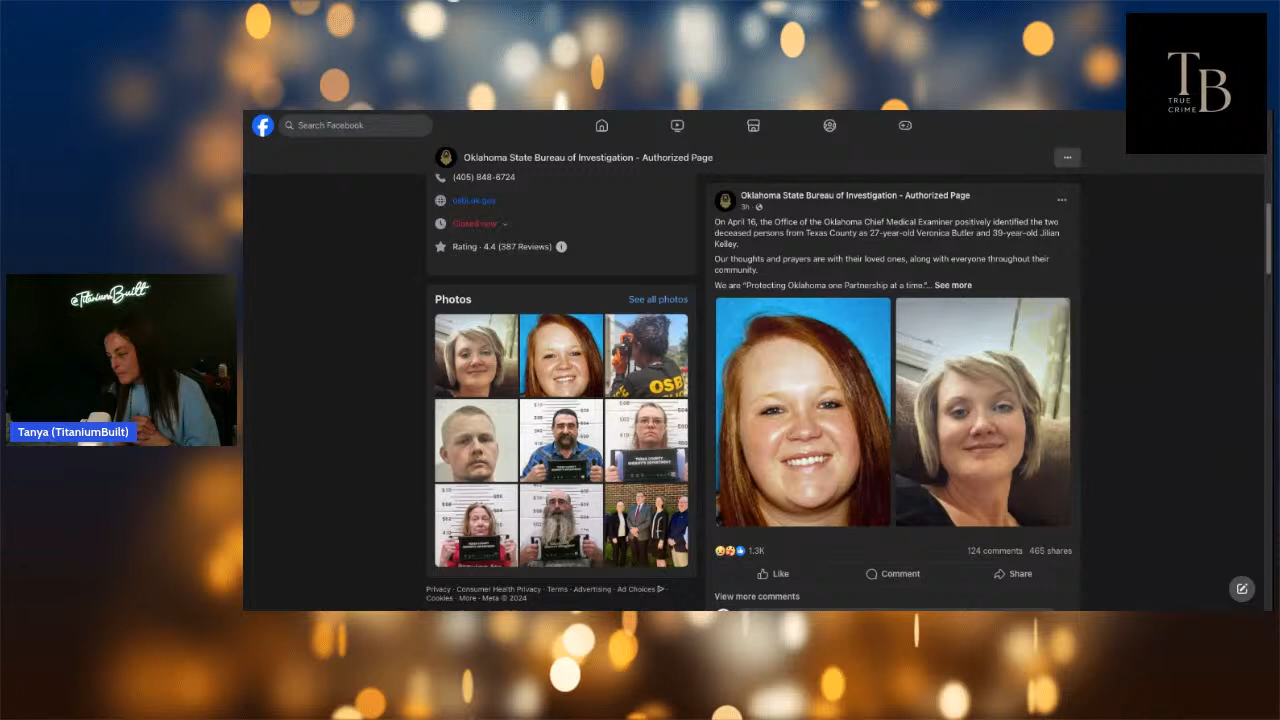 TB
TRUE
CRIME
Search Facebook
Oklahoma State Bureau of Investigation - Authorized Page
(405) 848-6724
osbi.ok.gov
Closed now
Rating · 4.4 (387 Reviews)
Photos
See all photos
OSB
Privacy · Consumer Health Privacy · Terms · Advertising · Ad Choices ·
Cookies · More · Meta © 2024
Oklahoma State Bureau of Investigation - Authorized Page
3h ·
On April 16, the Office of the Oklahoma Chief Medical Examiner positively identified the two
deceased persons from Texas County as 27-year-old Veronica Butler and 39-year-old Jilian
Kelley.
Our thoughts and prayers are with their loved ones, along with everyone throughout their
community.
We are "Protecting Oklahoma one Partnership at a time."... See more
1.3K
124 comments 465 shares
Like
Comment
Share
View more comments
@TitaniumBuilt
Tanya (TitaniumBuilt)